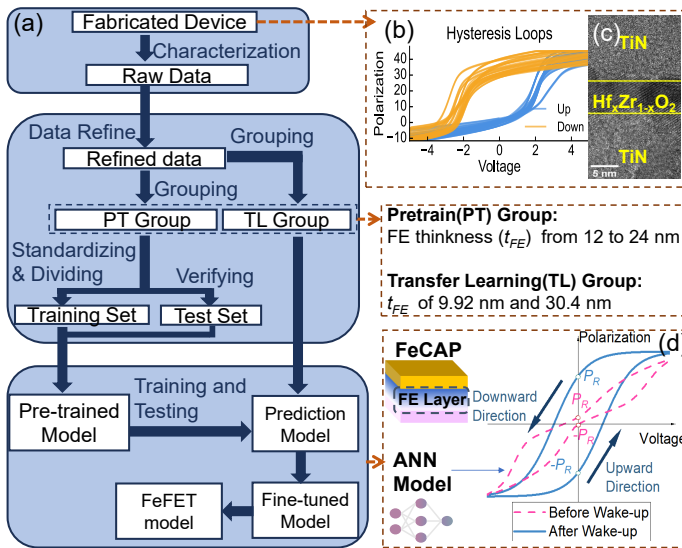 (a)
Fabricated Device
Characterization
Raw Data
Data Refine
Grouping
Refined data
Grouping
PT Group
TL Group
Standardizing
& Dividing
Verifying
Training Set
Test Set
Training and
Testing
Pre-trained
Model
Prediction
Model
FeFET
model
Fine-tuned
Model
(b)
Hysteresis Loops
Polarization
40
30
20
10
0
-10
-4
-2
0
2
4
Voltage
Up
Down
(c)
TiN
HfxZr1-xO2
TiN
5 nm
Pretrain(PT) Group:
FE thinkness (tFE) from 12 to 24 nm
Transfer Learning(TL) Group:
tFE of 9.92 nm and 30.4 nm
(d)
Polarization
FeCAP
FE Layer
Downward
Direction
ANN
Model
PR
PR
-PR
-PR
Voltage
Upward
Direction
Before Wake-up
After Wake-up